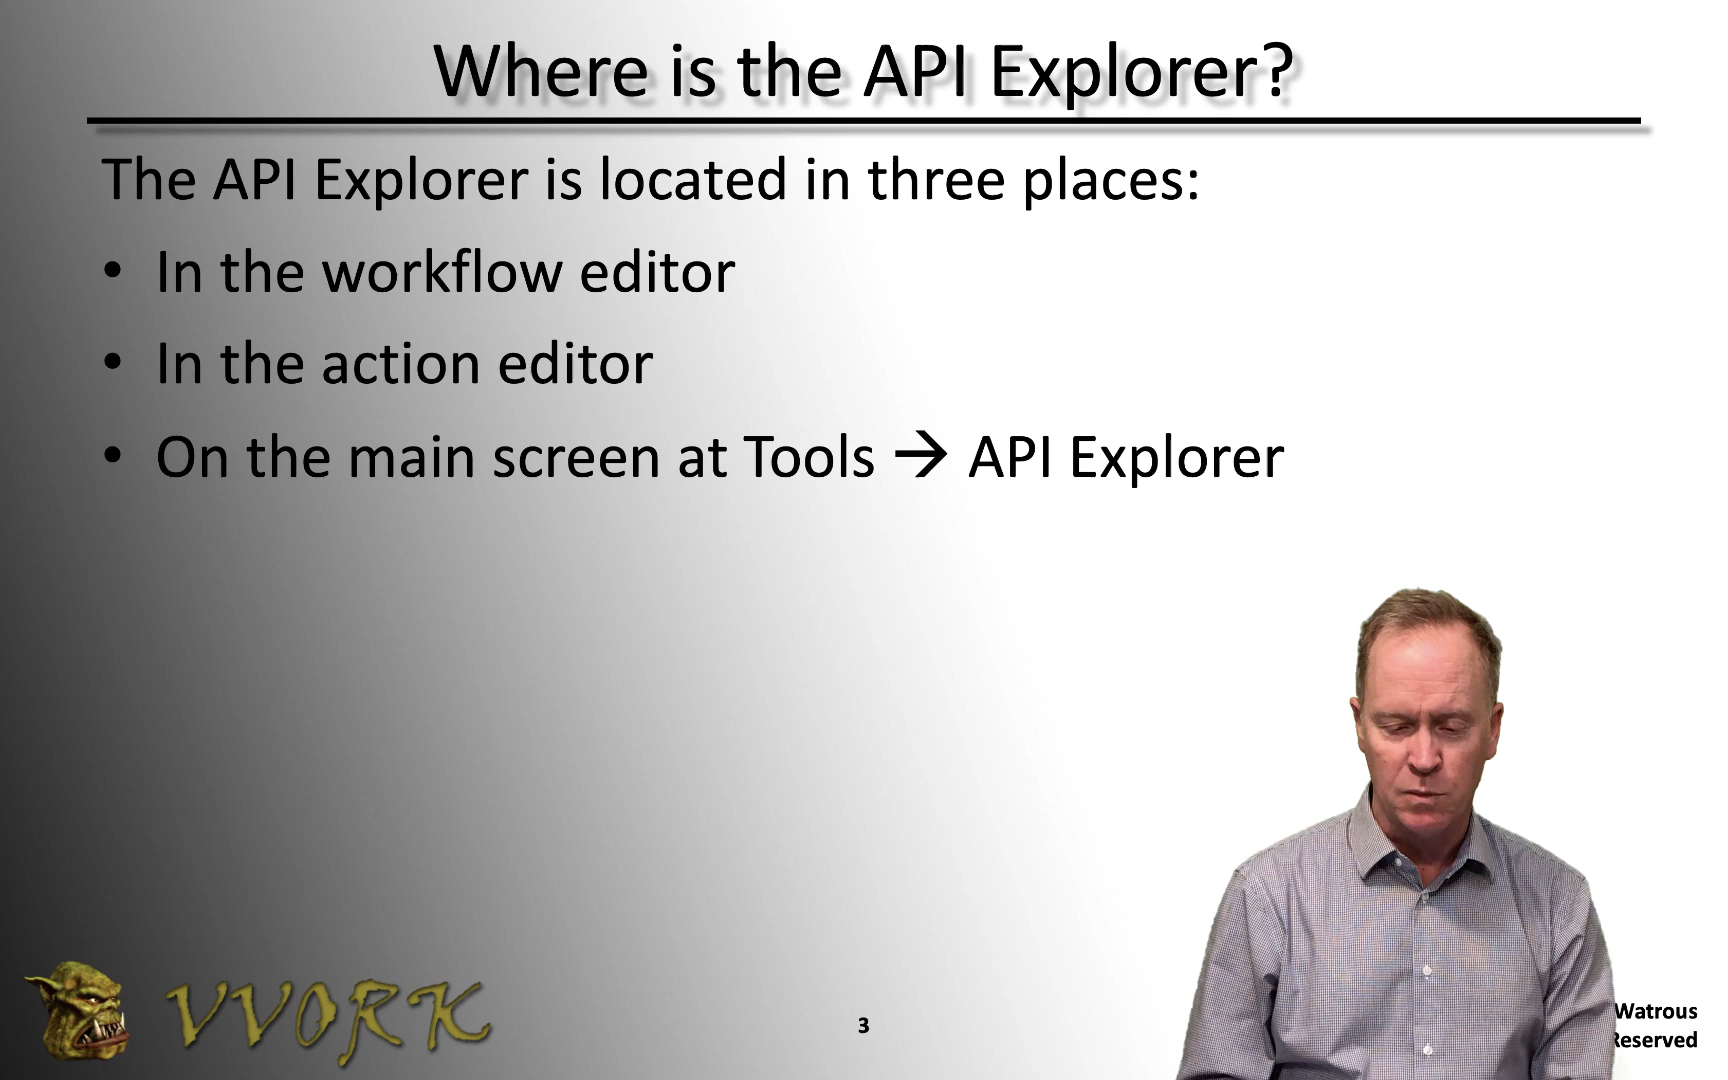 Where is the API Explorer?
The API Explorer is located in three places:
• In the workflow editor
• In the action editor
• On the main screen at Tools → API Explorer
VVORK
3
Watrous
Reserved